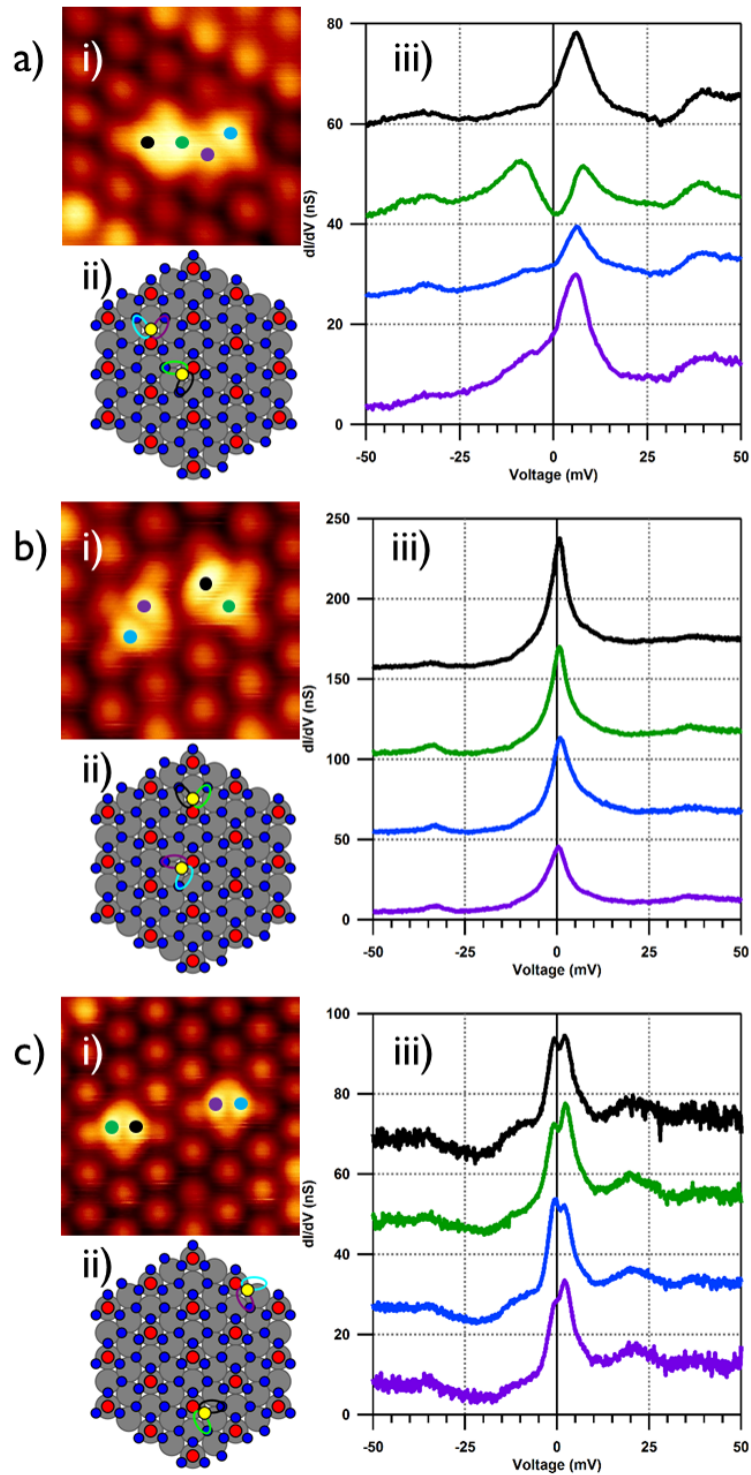 a)
i)
ii)
iii)
80
60
40
20
0
dI/dV (nS)
-50 -25 0 25 50
Voltage (mV)
b)
i)
ii)
iii)
250
200
150
100
50
0
dI/dV (nS)
-50 -25 0 25 50
Voltage (mV)
c)
i)
ii)
iii)
100
80
60
40
20
0
dI/dV (nS)
-50 -25 0 25 50
Voltage (mV)